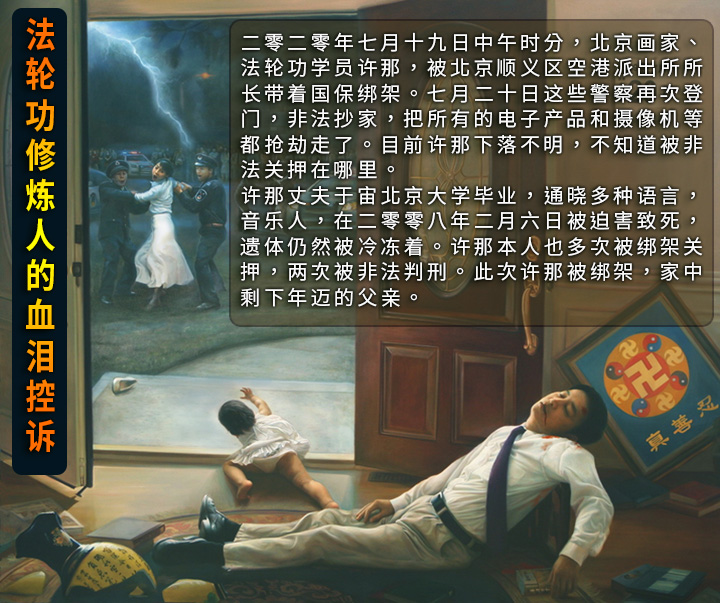 法轮功修炼人的血泪控诉
二零二零年七月十九日中午时分，北京画家、
法轮功学员许那，被北京顺义区空港派出所所
长带着国保绑架。七月二十日这些警察再次登
门，非法抄家，把所有的电子产品和摄像机等
都抢劫走了。目前许那下落不明，不知道被非
法关押在哪里。
许那丈夫于宙北京大学毕业，通晓多种语言，
音乐人，在二零零八年二月六日被迫害致死，
遗体仍然被冷冻着。许那本人也多次被绑架关
押，两次被非法判刑。此次许那被绑架，家中
剩下年迈的父亲。
真善忍